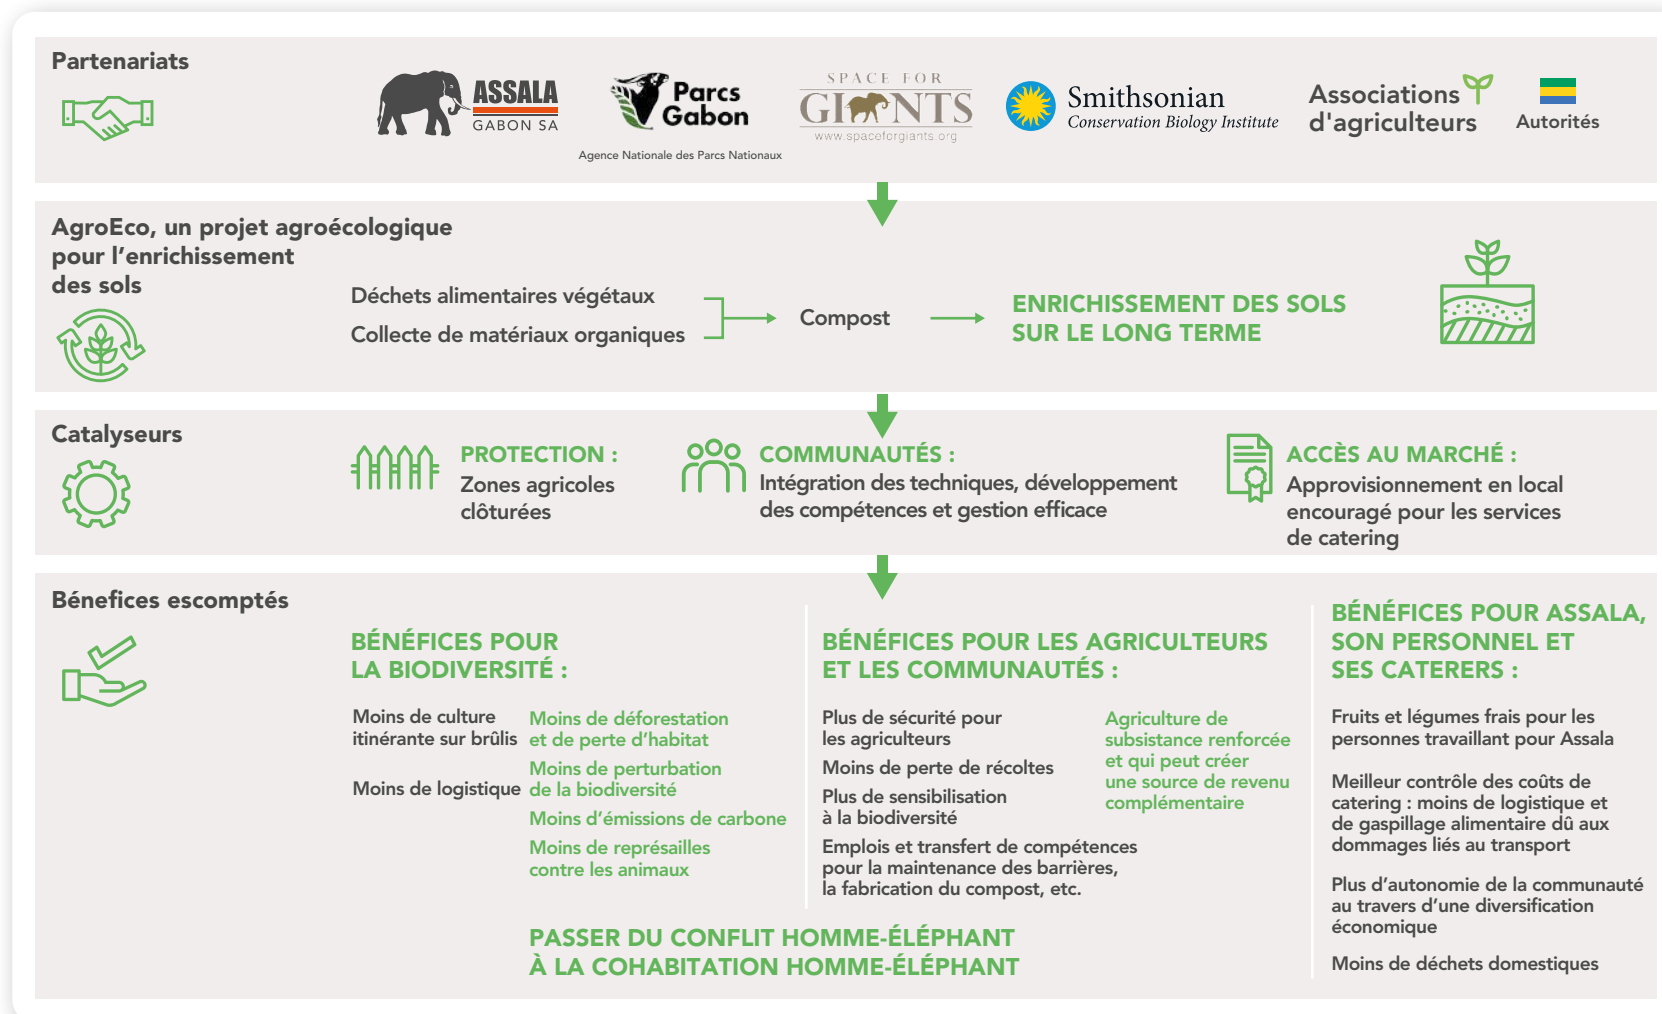 Partenariats
ASSALA
GABON SA
Parcs
Gabon
Agence Nationale des Parcs Nationaux
SPACE FOR
GIANTS
www.spaceforgiants.org
Smithsonian
Conservation Biology Institute
Associations
d'agriculteurs
Autorités
AgroEco, un projet agroécologique
pour l'enrichissement
des sols
Déchets alimentaires végétaux
Collecte de matériaux organiques
Compost
ENRICHISSEMENT DES SOLS
SUR LE LONG TERME
Catalyseurs
PROTECTION :
Zones agricoles
clôturées
COMMUNAUTÉS :
Intégration des techniques, développement
des compétences et gestion efficace
ACCÈS AU MARCHÉ :
Approvisionnement en local
encouragé pour les services
de catering
Bénefices escomptés
BÉNÉFICES POUR
LA BIODIVERSITÉ :
Moins de culture
itinérante sur brûlis
Moins de logistique
Moins de déforestation
et de perte d'habitat
Moins de perturbation
de la biodiversité
Moins d'émissions de carbone
Moins de représailles
contre les animaux
BÉNÉFICES POUR LES AGRICULTEURS
ET LES COMMUNAUTÉS :
Plus de sécurité pour
les agriculteurs
Moins de perte de récoltes
Plus de sensibilisation
à la biodiversité
Emplois et transfert de compétences
pour la maintenance des barrières,
la fabrication du compost, etc.
Agriculture de
subsistance renforcée
et qui peut créer
une source de revenu
complémentaire
PASSER DU CONFLIT HOMME-ÉLÉPHANT
À LA COHABITATION HOMME-ÉLÉPHANT
BÉNÉFICES POUR ASSALA,
SON PERSONNEL ET
SES CATERERS :
Fruits et légumes frais pour les
personnes travaillant pour Assala
Meilleur contrôle des coûts de
catering : moins de logistique et
de gaspillage alimentaire dû aux
dommages liés au transport
Plus d'autonomie de la communauté
au travers d'une diversification
économique
Moins de déchets domestiques